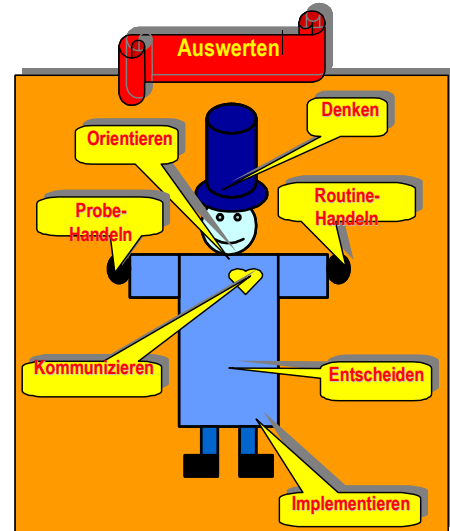 Auswerten
Denken
Orientieren
Routine-
Handeln
Probe-
Handeln
Kommunizieren
Entscheiden
Implementieren